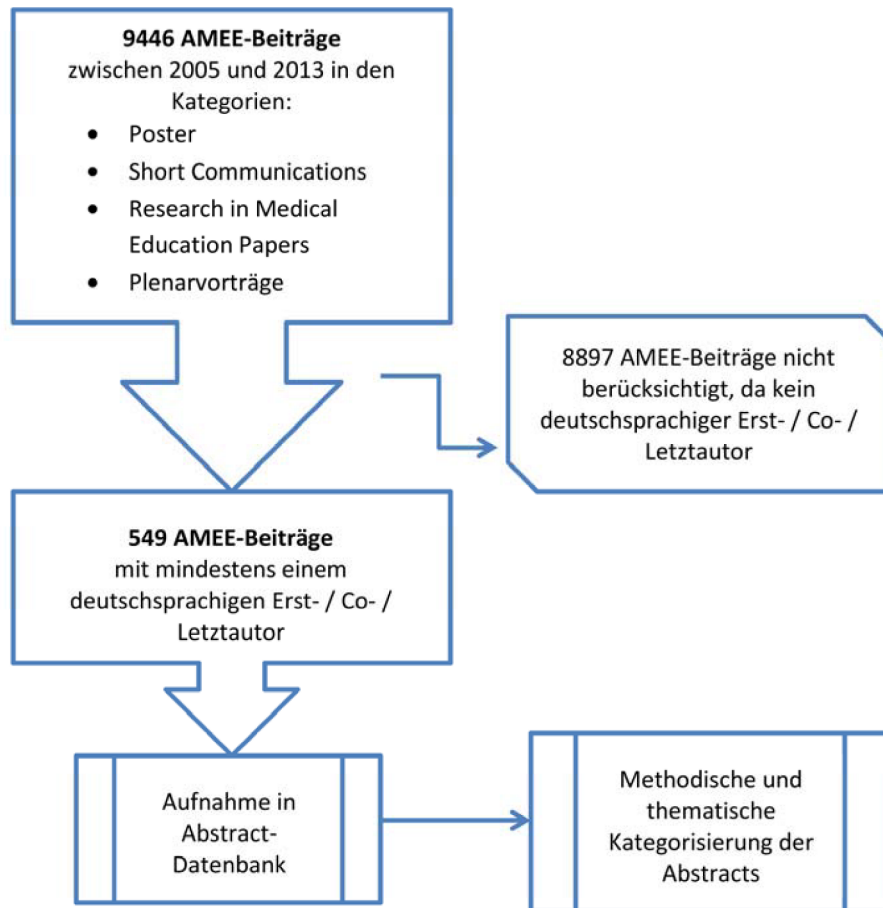 9446 AMEE-Beiträge
zwischen 2005 und 2013 in den
Kategorien:
• Poster
• Short Communications
• Research in Medical
Education Papers
• Plenarvorträge
8897 AMEE-Beiträge nicht
berücksichtigt, da kein
deutschsprachiger Erst- / Co- /
Letztautor
549 AMEE-Beiträge
mit mindestens einem
deutschsprachigen Erst- / Co- /
Letztautor
Aufnahme in
Abstract-
Datenbank
Methodische und
thematische
Kategorisierung der
Abstracts